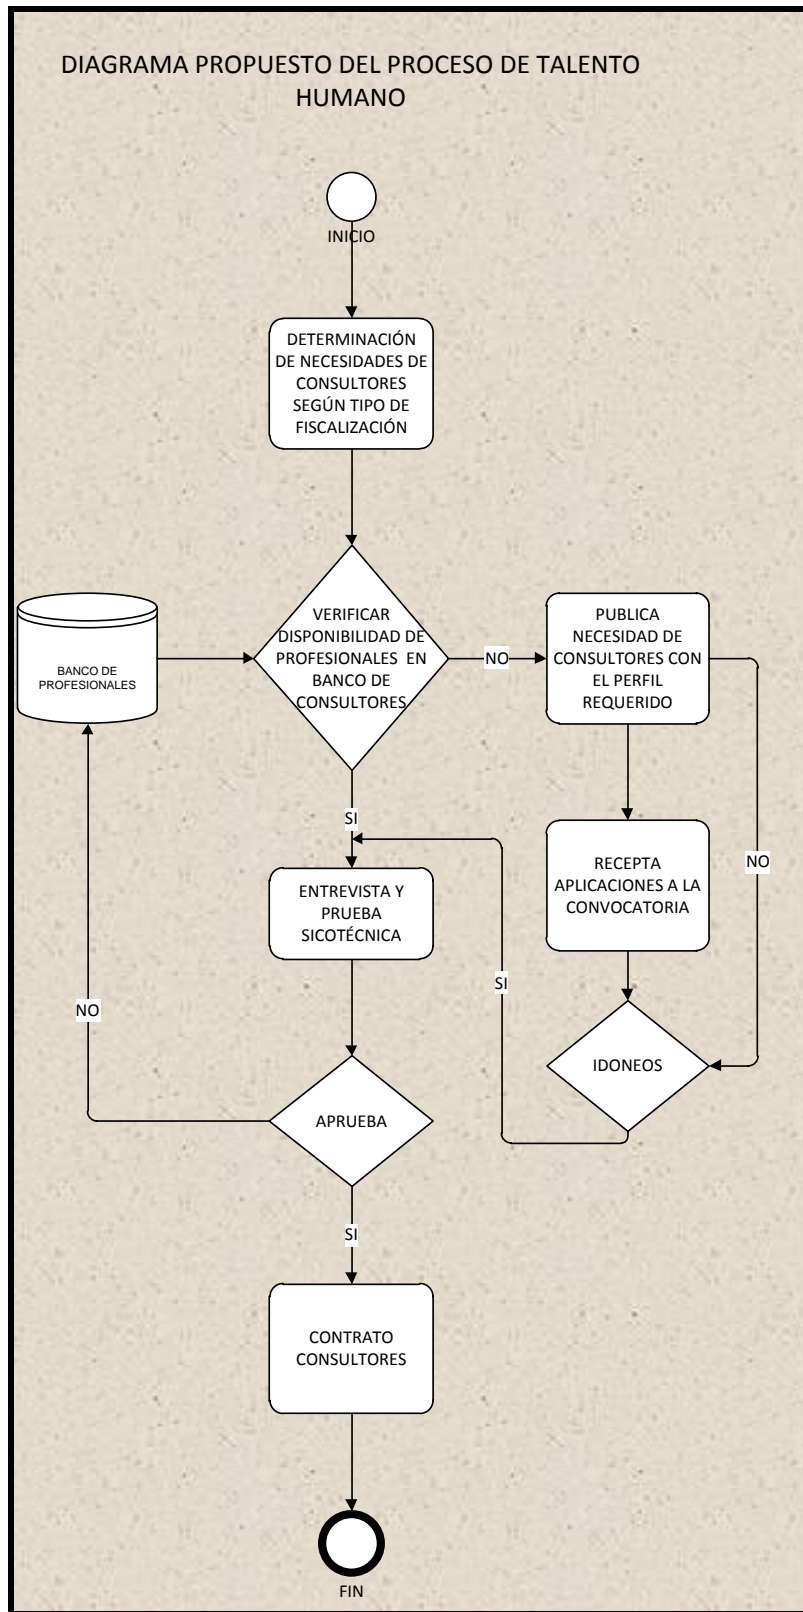 DIAGRAMA PROPUESTO DEL PROCESO DE TALENTO
HUMANO
INICIO
DETERMINACIÓN
DE NECESIDADES DE
CONSULTORES
SEGÚN TIPO DE
FISCALIZACIÓN
BANCO DE
PROFESIONALES
VERIFICAR
DISPONIBILIDAD DE
PROFESIONALES EN
BANCO DE
CONSULTORES
NO
PUBLICA
NECESIDAD DE
CONSULTORES CON
EL PERFIL
REQUERIDO
SI
NO
RECEPTA
APLICACIONES A LA
CONVOCATORIA
ENTREVISTA Y
PRUEBA
SICOTÉCNICA
SI
NO
IDONEOS
APRUEBA
SI
CONTRATO
CONSULTORES
FIN